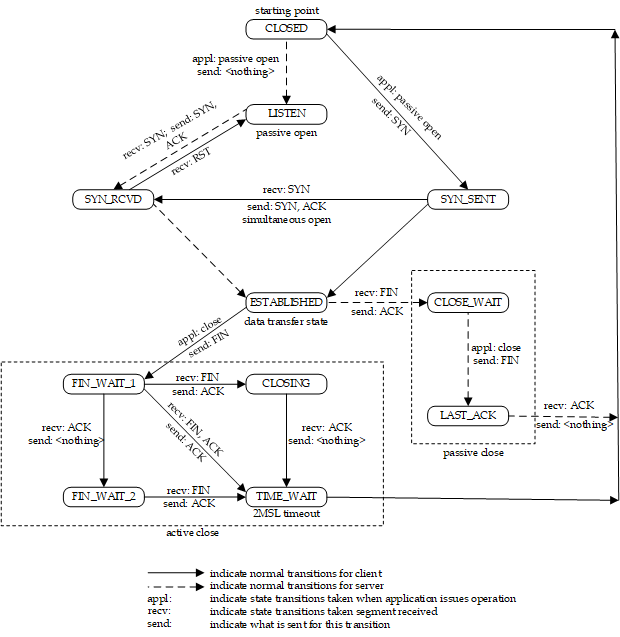 starting point
CLOSED
appl: passive open
send: <nothing>
appl: passive open
send: SYN
LISTEN
passive open
recv: SYN; send: SYN,
ACK
recv: RST
SYN_RCVD
recv: SYN
send: SYN, ACK
simultaneous open
SYN_SENT
ESTABLISHED
data transfer state
recv: FIN
send: ACK
CLOSE_WAIT
appl: close
send: FIN
appl: close
send: FIN
LAST_ACK
recv: ACK
send: <nothing>
passive close
FIN_WAIT_1
recv: FIN
send: ACK
CLOSING
recv: ACK
send: <nothing>
recv: FIN, ACK
send: ACK
recv: ACK
send: <nothing>
FIN_WAIT_2
recv: FIN
send: ACK
TIME_WAIT
2MSL timeout
active close
indicate normal transitions for client
indicate normal transitions for server
appl: indicate state transitions taken when application issues operation
recv: indicate state transitions taken segment received
send: indicate what is sent for this transition